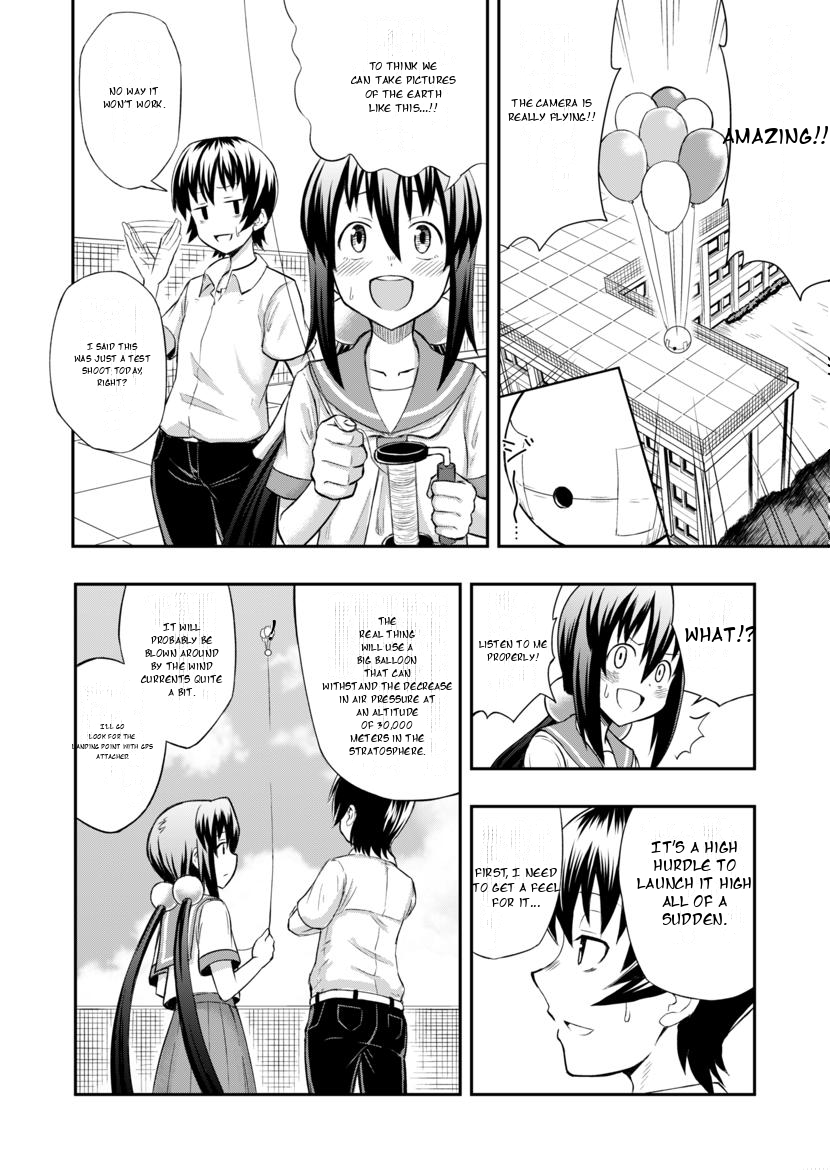 AMAZING!!
THE CAMERA IS
REALLY FLYING!!
TO THINK WE
CAN TAKE PICTURES
OF THE EARTH
LIKE THIS...!!
NO WAY IT
WON'T WORK.
I SAID THIS
WAS JUST A TEST
SHOOT TODAY,
RIGHT?
WHAT!?
LISTEN TO ME
PROPERLY!
IT'S A HIGH
HURDLE TO
LAUNCH IT HIGH
ALL OF A
SUDDEN.
FIRST, I NEED
TO GET A FEEL
FOR IT...
THE
REAL THING
WILL USE A
BIG BALLOON
THAT CAN
WITHSTAND THE DECREASE
IN AIR PRESSURE AT
AN ALTITUDE
OF 30,000
METERS IN THE
STRATOSPHERE.
IT WILL
PROBABLY BE
BLOWN AROUND
BY THE WIND
CURRENTS QUITE
A BIT.
I'LL GO
LOOK FOR THE
LANDING POINT WITH GPS
ATTACHED.